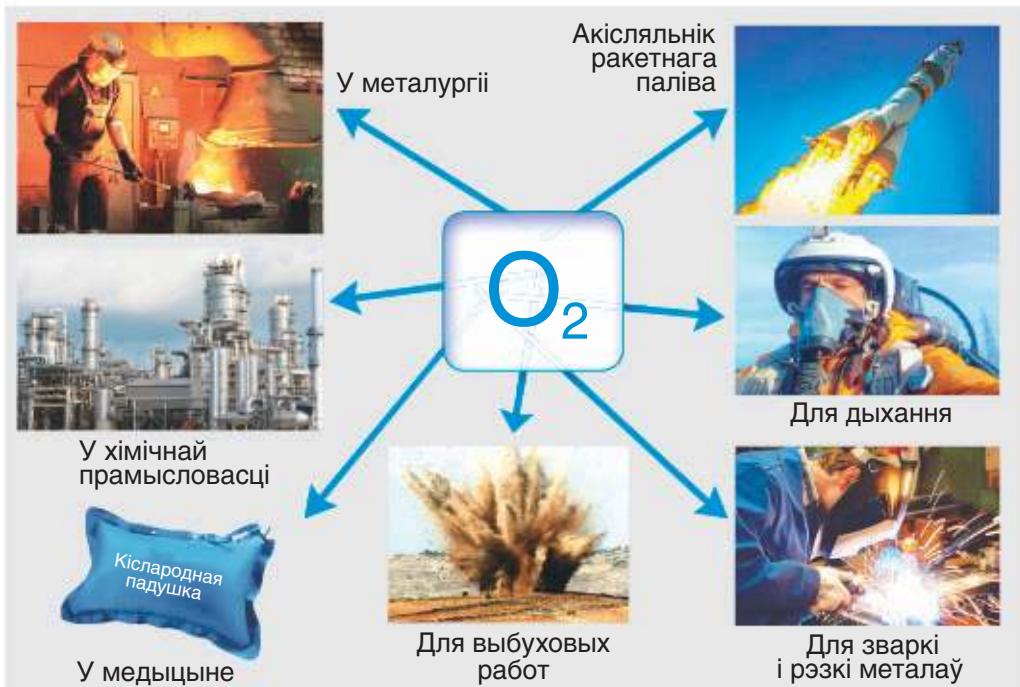 У металургіі
Акісляльнік
ракетнага
паліва
O₂
Для дыхання
У хімічнай
прамысловасці
Кіслародная
падушка
У медыцыне
Для выбуховых
работ
Для зваркі
і рэзкі металаў